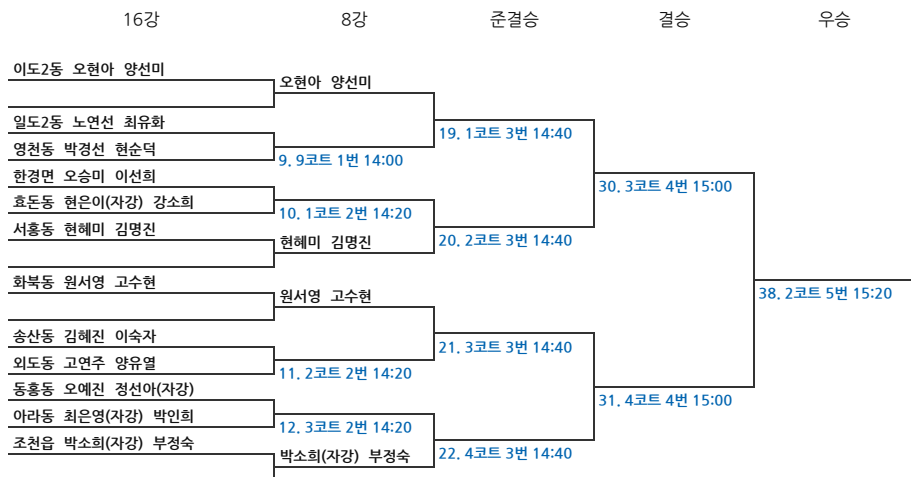 16강 8강 준결승 결승 우승
이도2동 오현아 양선미
오현아 양선미
일도2동 노연선 최유화
19. 1코트 3번 14:40
영천동 박경선 현순덕
9. 9코트 1번 14:00
한경면 오승미 이선희
30. 3코트 4번 15:00
효돈동 현은이(자강) 강소희
10. 1코트 2번 14:20
서홍동 현혜미 김명진
현혜미 김명진
20. 2코트 3번 14:40
화북동 원서영 고수현
38. 2코트 5번 15:20
원서영 고수현
송산동 김혜진 이숙자
21. 3코트 3번 14:40
외도동 고연주 양유열
11. 2코트 2번 14:20
동홍동 오예진 정선아(자강)
31. 4코트 4번 15:00
아라동 최은영(자강) 박인희
12. 3코트 2번 14:20
조천읍 박소희(자강) 부정숙
박소희(자강) 부정숙
22. 4코트 3번 14:40